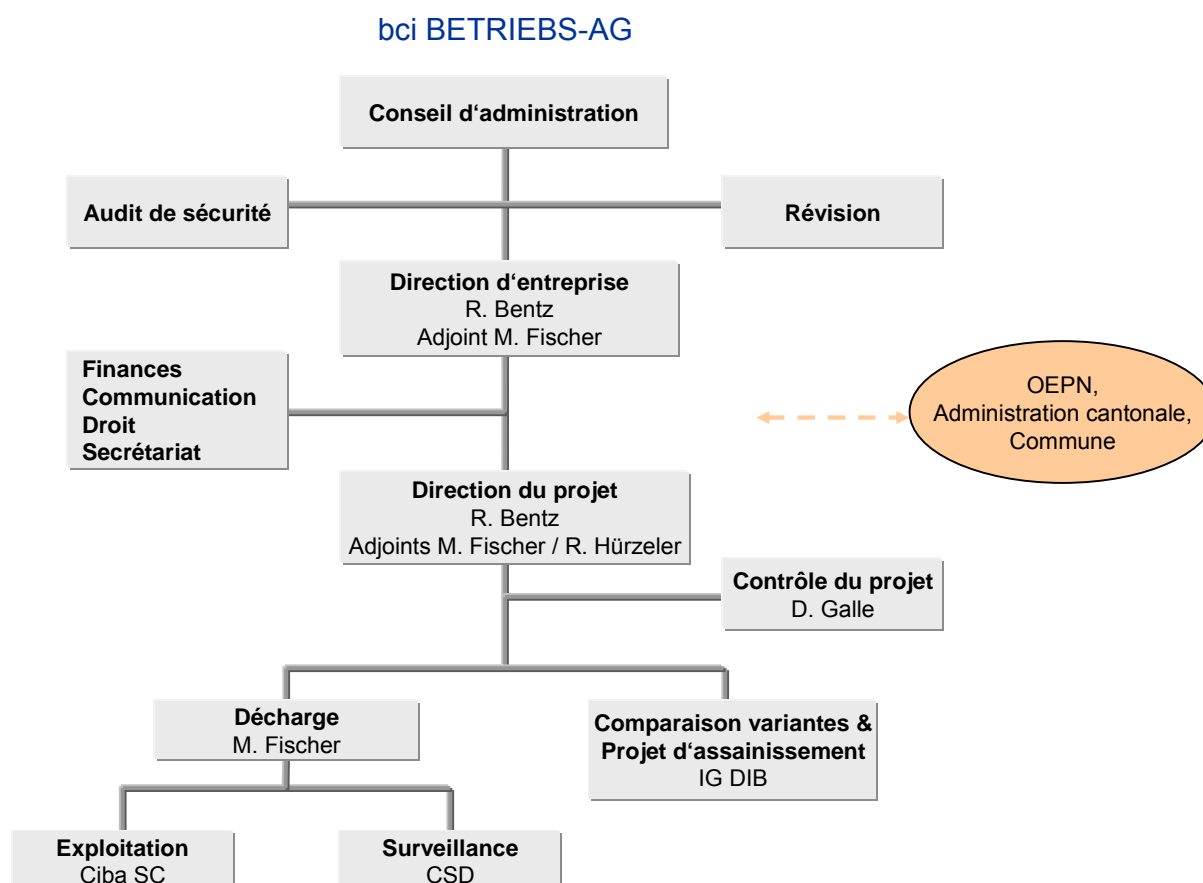 bci BETRIEBS-AG
Conseil d‘administration
Audit de sécurité
Révision
Direction d‘entreprise
R. Bentz
Adjoint M. Fischer
Finances
Communication
Droit
Secrétariat
OEPN,
Administration cantonale,
Commune
Direction du projet
R. Bentz
Adjoints M. Fischer / R. Hürzeler
Contrôle du projet
D. Galle
Décharge
M. Fischer
Comparaison variantes &
Projet d‘assainissement
IG DIB
Exploitation
Ciba SC
Surveillance
CSD